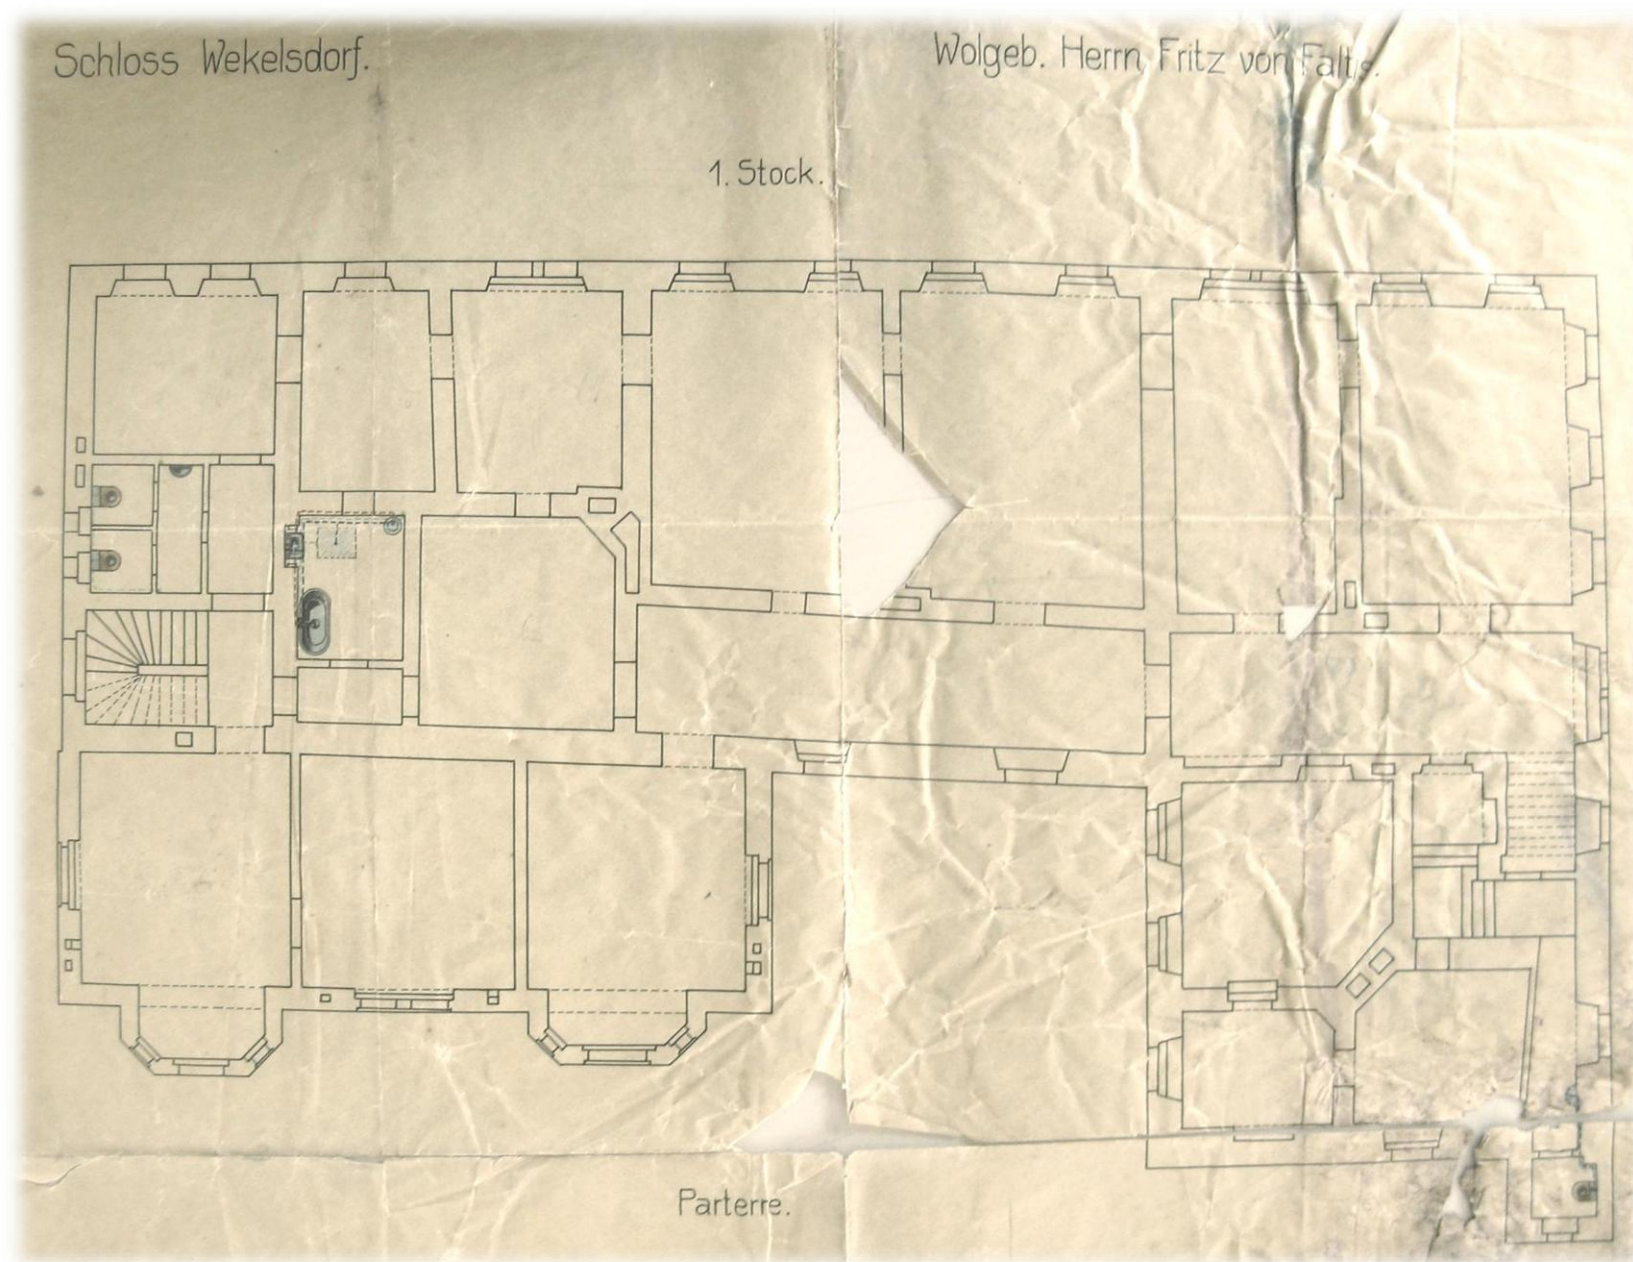 Schloss Wekelsdorf.
Wolgeb. Herrn Fritz von Faltis.
1. Stock.
Parterre.